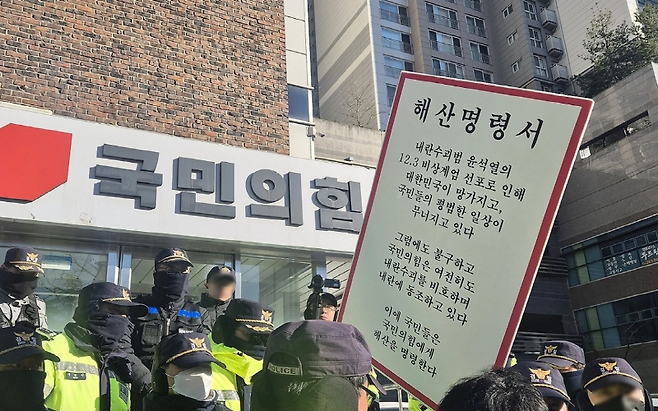 국민의힘
해산명령서
내란수괴범 윤석열의
12.3 비상계엄 선포로 인해
대한민국이 망가지고,
국민들의 평범한 일상이
무너지고 있다
그럼에도 불구하고
국민의힘은 여전히도
내란수괴를 비호하며
내란에 동조하고 있다
이에 국민들은
국민의힘에게
해산을 명령한다
POLICE